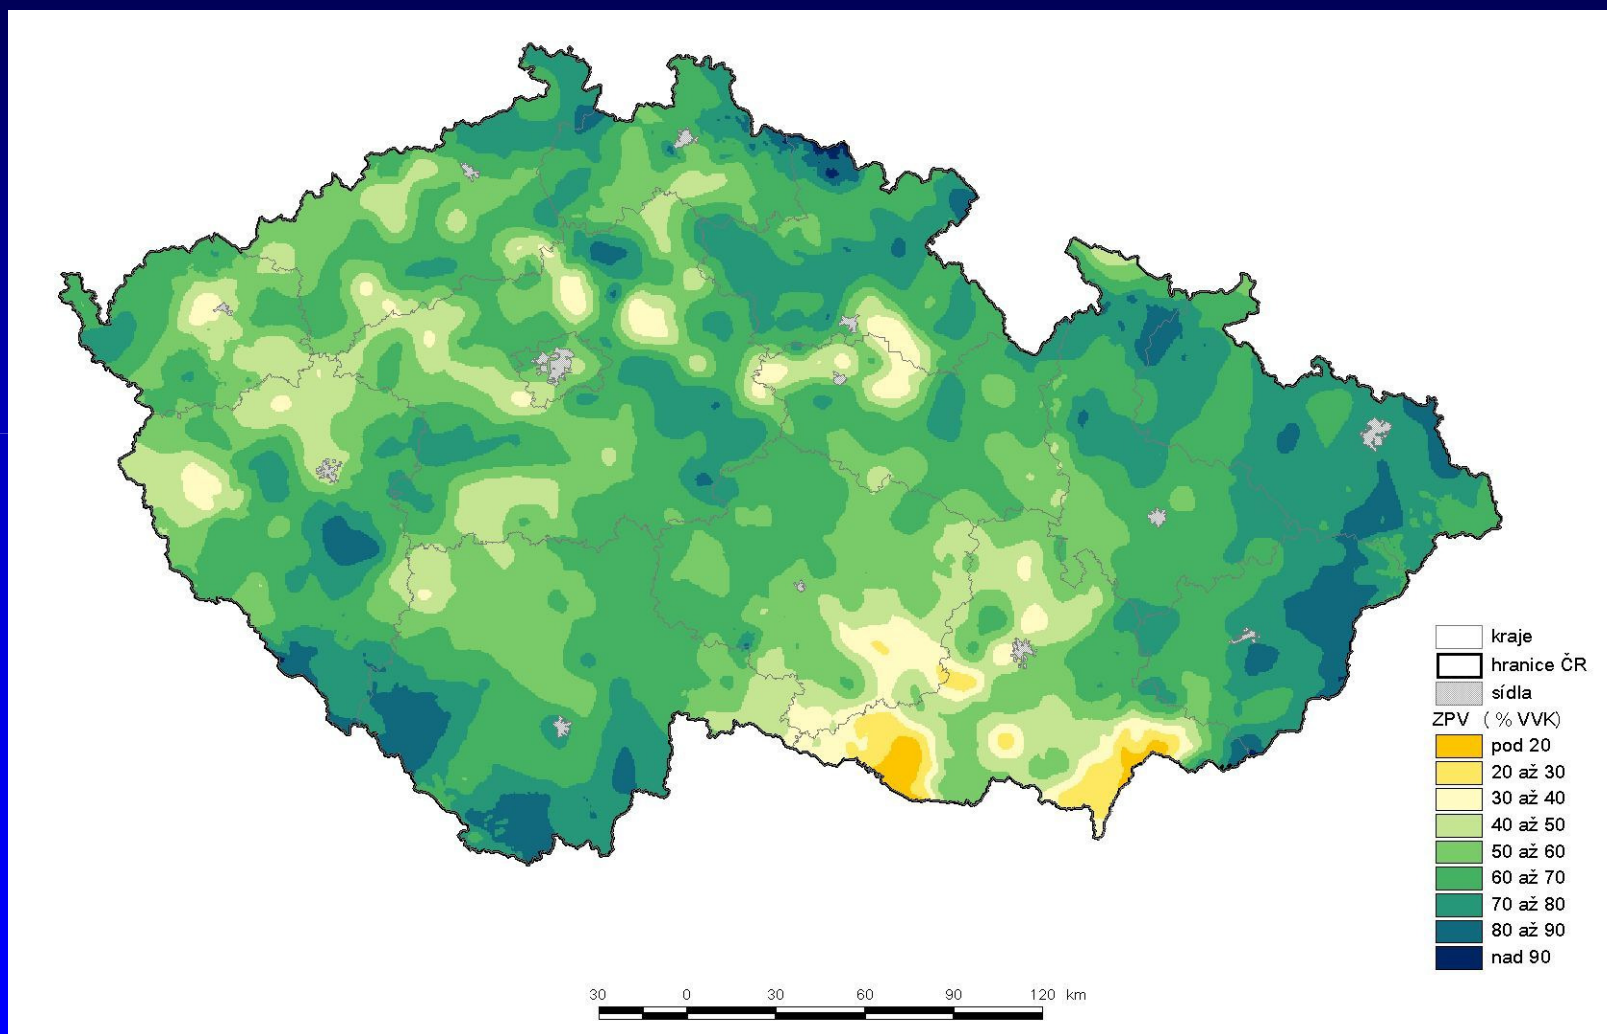 kraje
hranice ČR
sídla
ZPV ( % VVK)
pod 20
20 až 30
30 až 40
40 až 50
50 až 60
60 až 70
70 až 80
80 až 90
nad 90
30 0 30 60 90 120 km